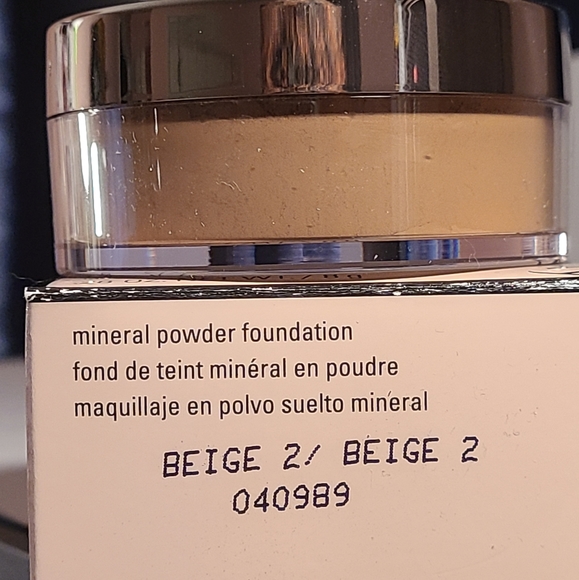 mineral powder foundation
fond de teint minéral en poudre
maquillaje en polvo suelto mineral
BEIGE 2/ BEIGE 2
040989